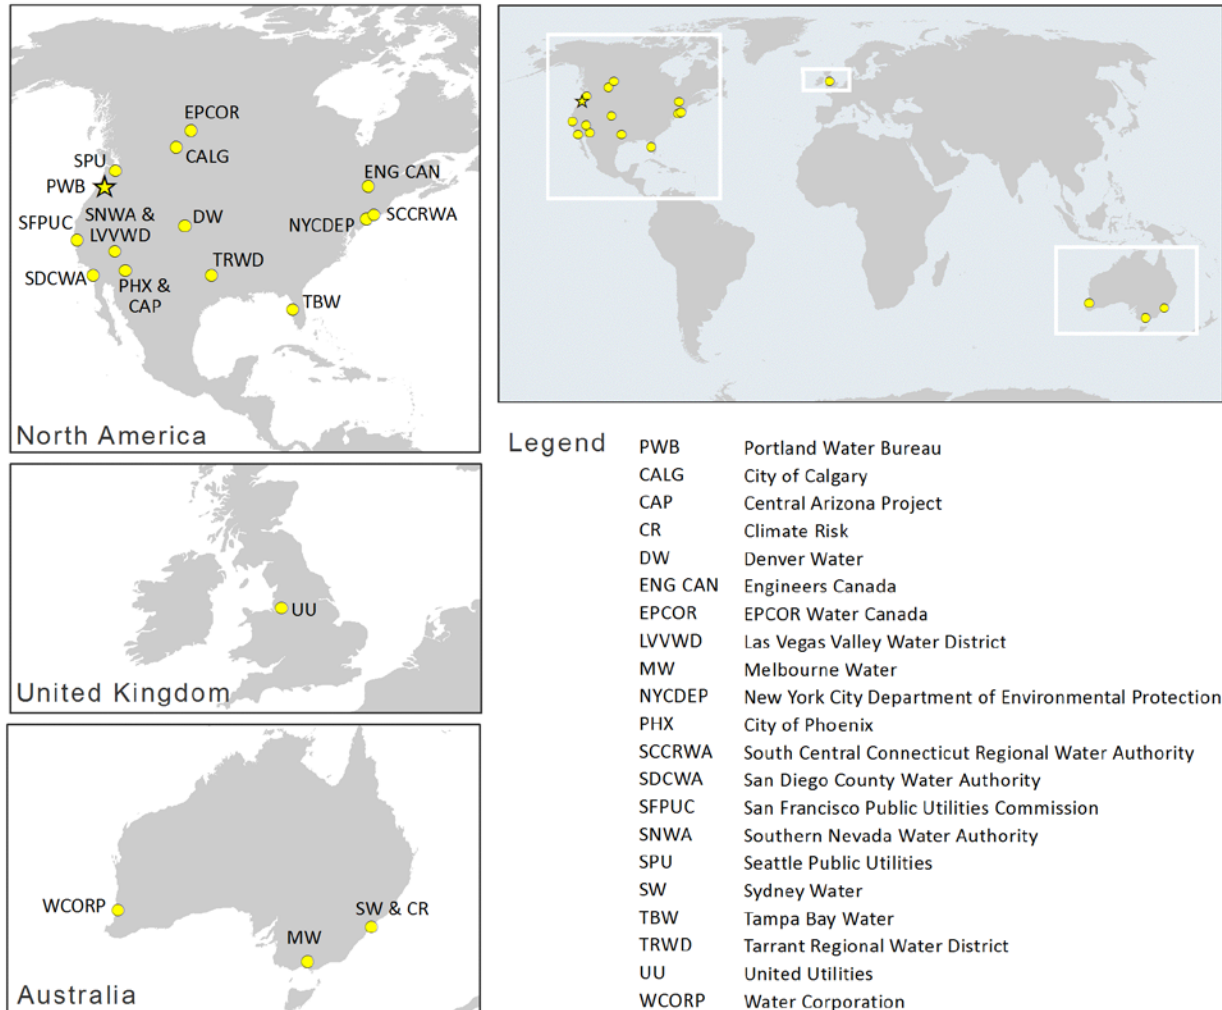 EPCOR
CALG
SPU
PWB
ENG CAN
SFPUC
SNWA &
LVVWD
DW
NYCDEP
SCCRWA
SDCWA
PHX &
CAP
TRWD
TBW
North America
UU
United Kingdom
WCORP
SW & CR
MW
Australia
Legend
PWB Portland Water Bureau
CALG City of Calgary
CAP Central Arizona Project
CR Climate Risk
DW Denver Water
ENG CAN Engineers Canada
EPCOR EPCOR Water Canada
LVVWD Las Vegas Valley Water District
MW Melbourne Water
NYCDEP New York City Department of Environmental Protection
PHX City of Phoenix
SCCRWA South Central Connecticut Regional Water Authority
SDCWA San Diego County Water Authority
SFPUC San Francisco Public Utilities Commission
SNWA Southern Nevada Water Authority
SPU Seattle Public Utilities
SW Sydney Water
TBW Tampa Bay Water
TRWD Tarrant Regional Water District
UU United Utilities
WCORP Water Corporation